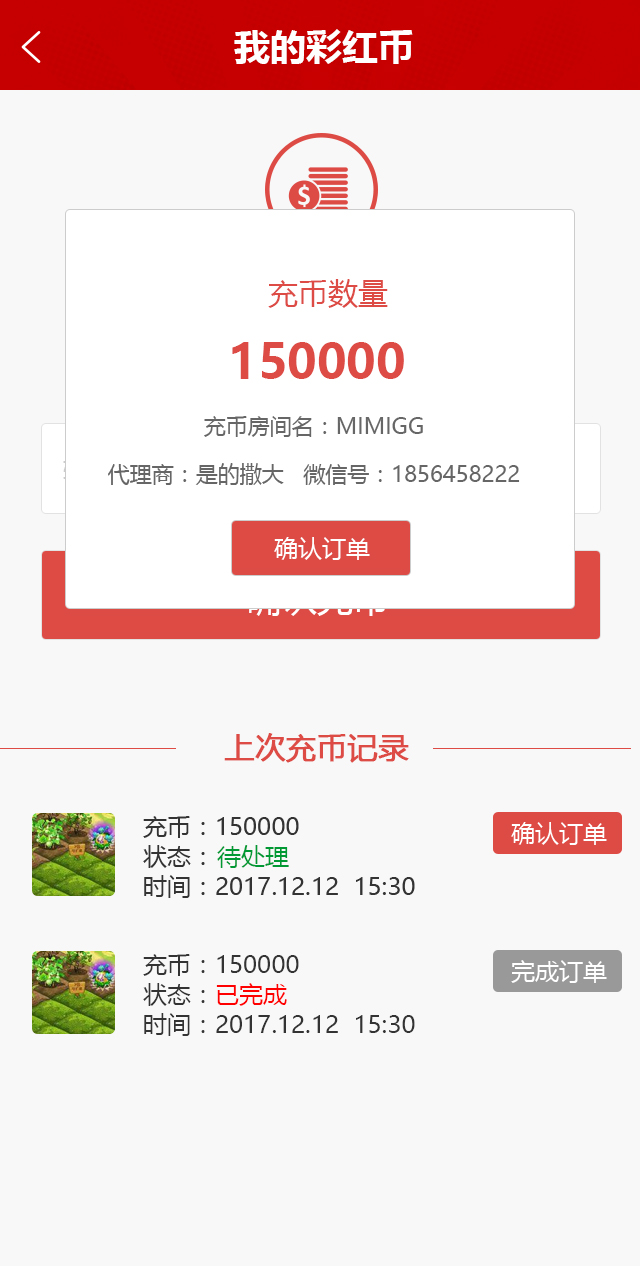 我的彩红币
充币数量
150000
充币房间名：MIMIGG
代理商：是的撒大 微信号：1856458222
确认订单
上次充币记录
充币：150000
确认订单
状态：待处理
时间：2017.12.12 15:30
充币：150000
完成订单
状态：已完成
时间：2017.12.12 15:30